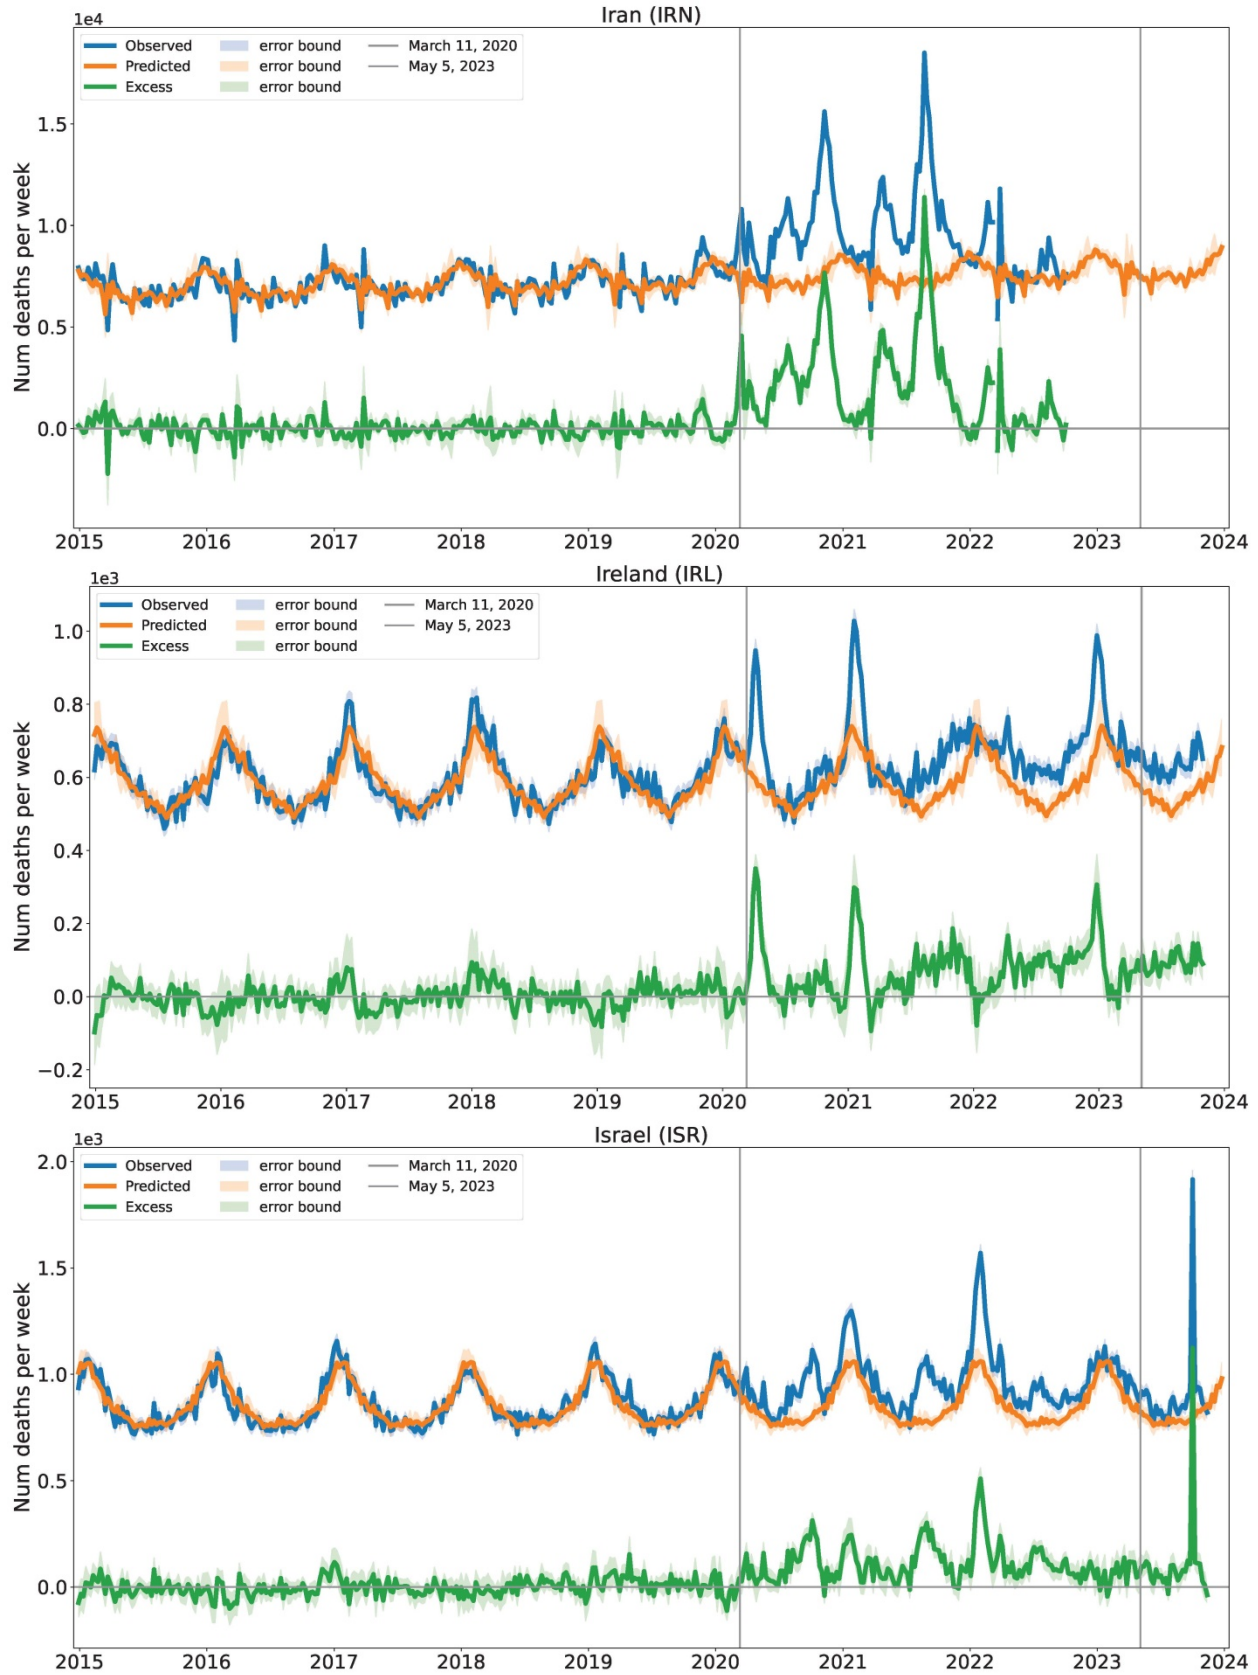 Iran (IRN)
1e4
Observed error bound March 11, 2020
Predicted error bound May 5, 2023
Excess error bound
Num deaths per week
1.5
1.0
0.5
0.0
2015 2016 2017 2018 2019 2020 2021 2022 2023 2024
Ireland (IRL)
1e3
Observed error bound March 11, 2020
Predicted error bound May 5, 2023
Excess error bound
Num deaths per week
1.0
0.8
0.6
0.4
0.2
0.0
−0.2
2015 2016 2017 2018 2019 2020 2021 2022 2023 2024
Israel (ISR)
1e3
Observed error bound March 11, 2020
Predicted error bound May 5, 2023
Excess error bound
Num deaths per week
2.0
1.5
1.0
0.5
0.0
2015 2016 2017 2018 2019 2020 2021 2022 2023 2024